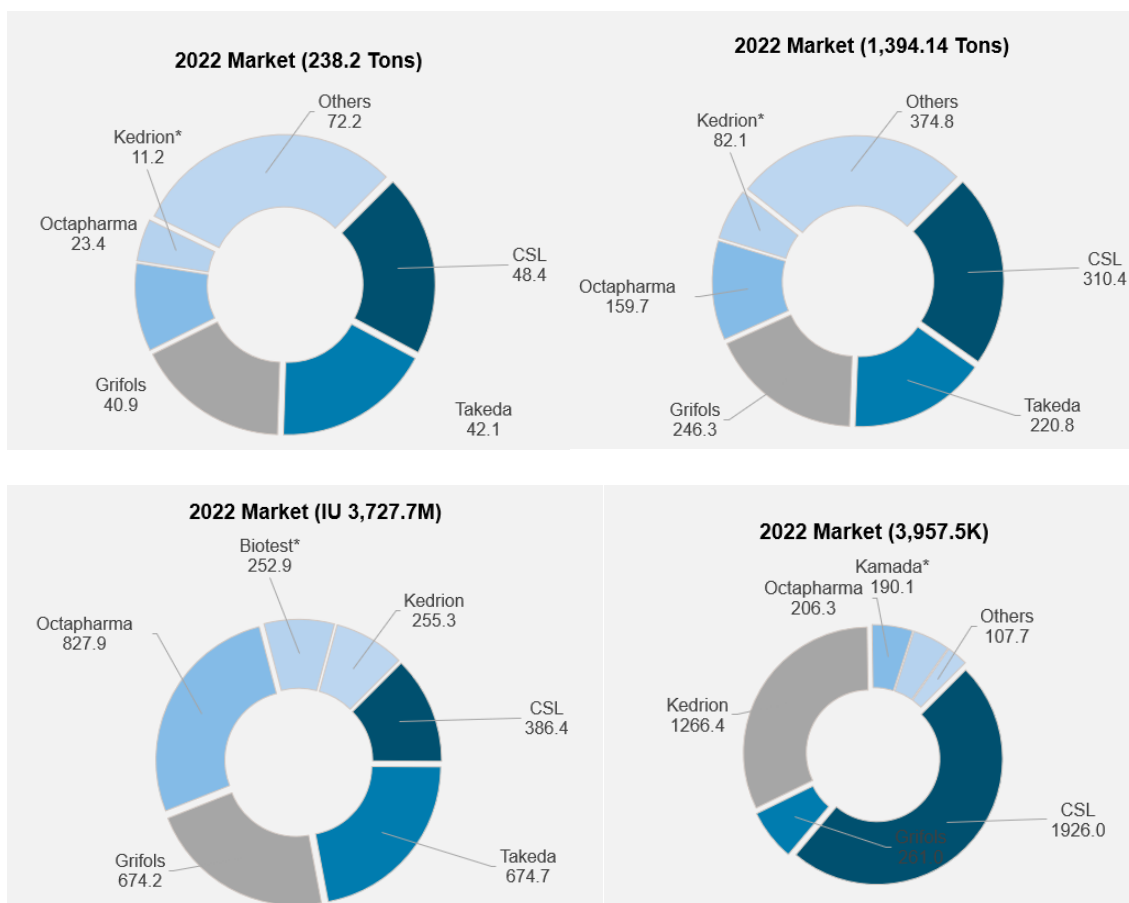 2022 Market (238.2 Tons)
Others
72.2
Kedrion*
11.2
Octapharma
23.4
CSL
48.4
Grifols
40.9
Takeda
42.1
2022 Market (1,394.14 Tons)
Others
374.8
Kedrion*
82.1
CSL
310.4
Octapharma
159.7
Takeda
220.8
Grifols
246.3
2022 Market (IU 3,727.7M)
Biotest*
252.9
Kedrion
255.3
Octapharma
827.9
CSL
386.4
Grifols
674.2
Takeda
674.7
2022 Market (3,957.5K)
Kamada*
190.1
Octapharma
206.3
Others
107.7
Kedrion
1266.4
CSL
1926.0
Grifols